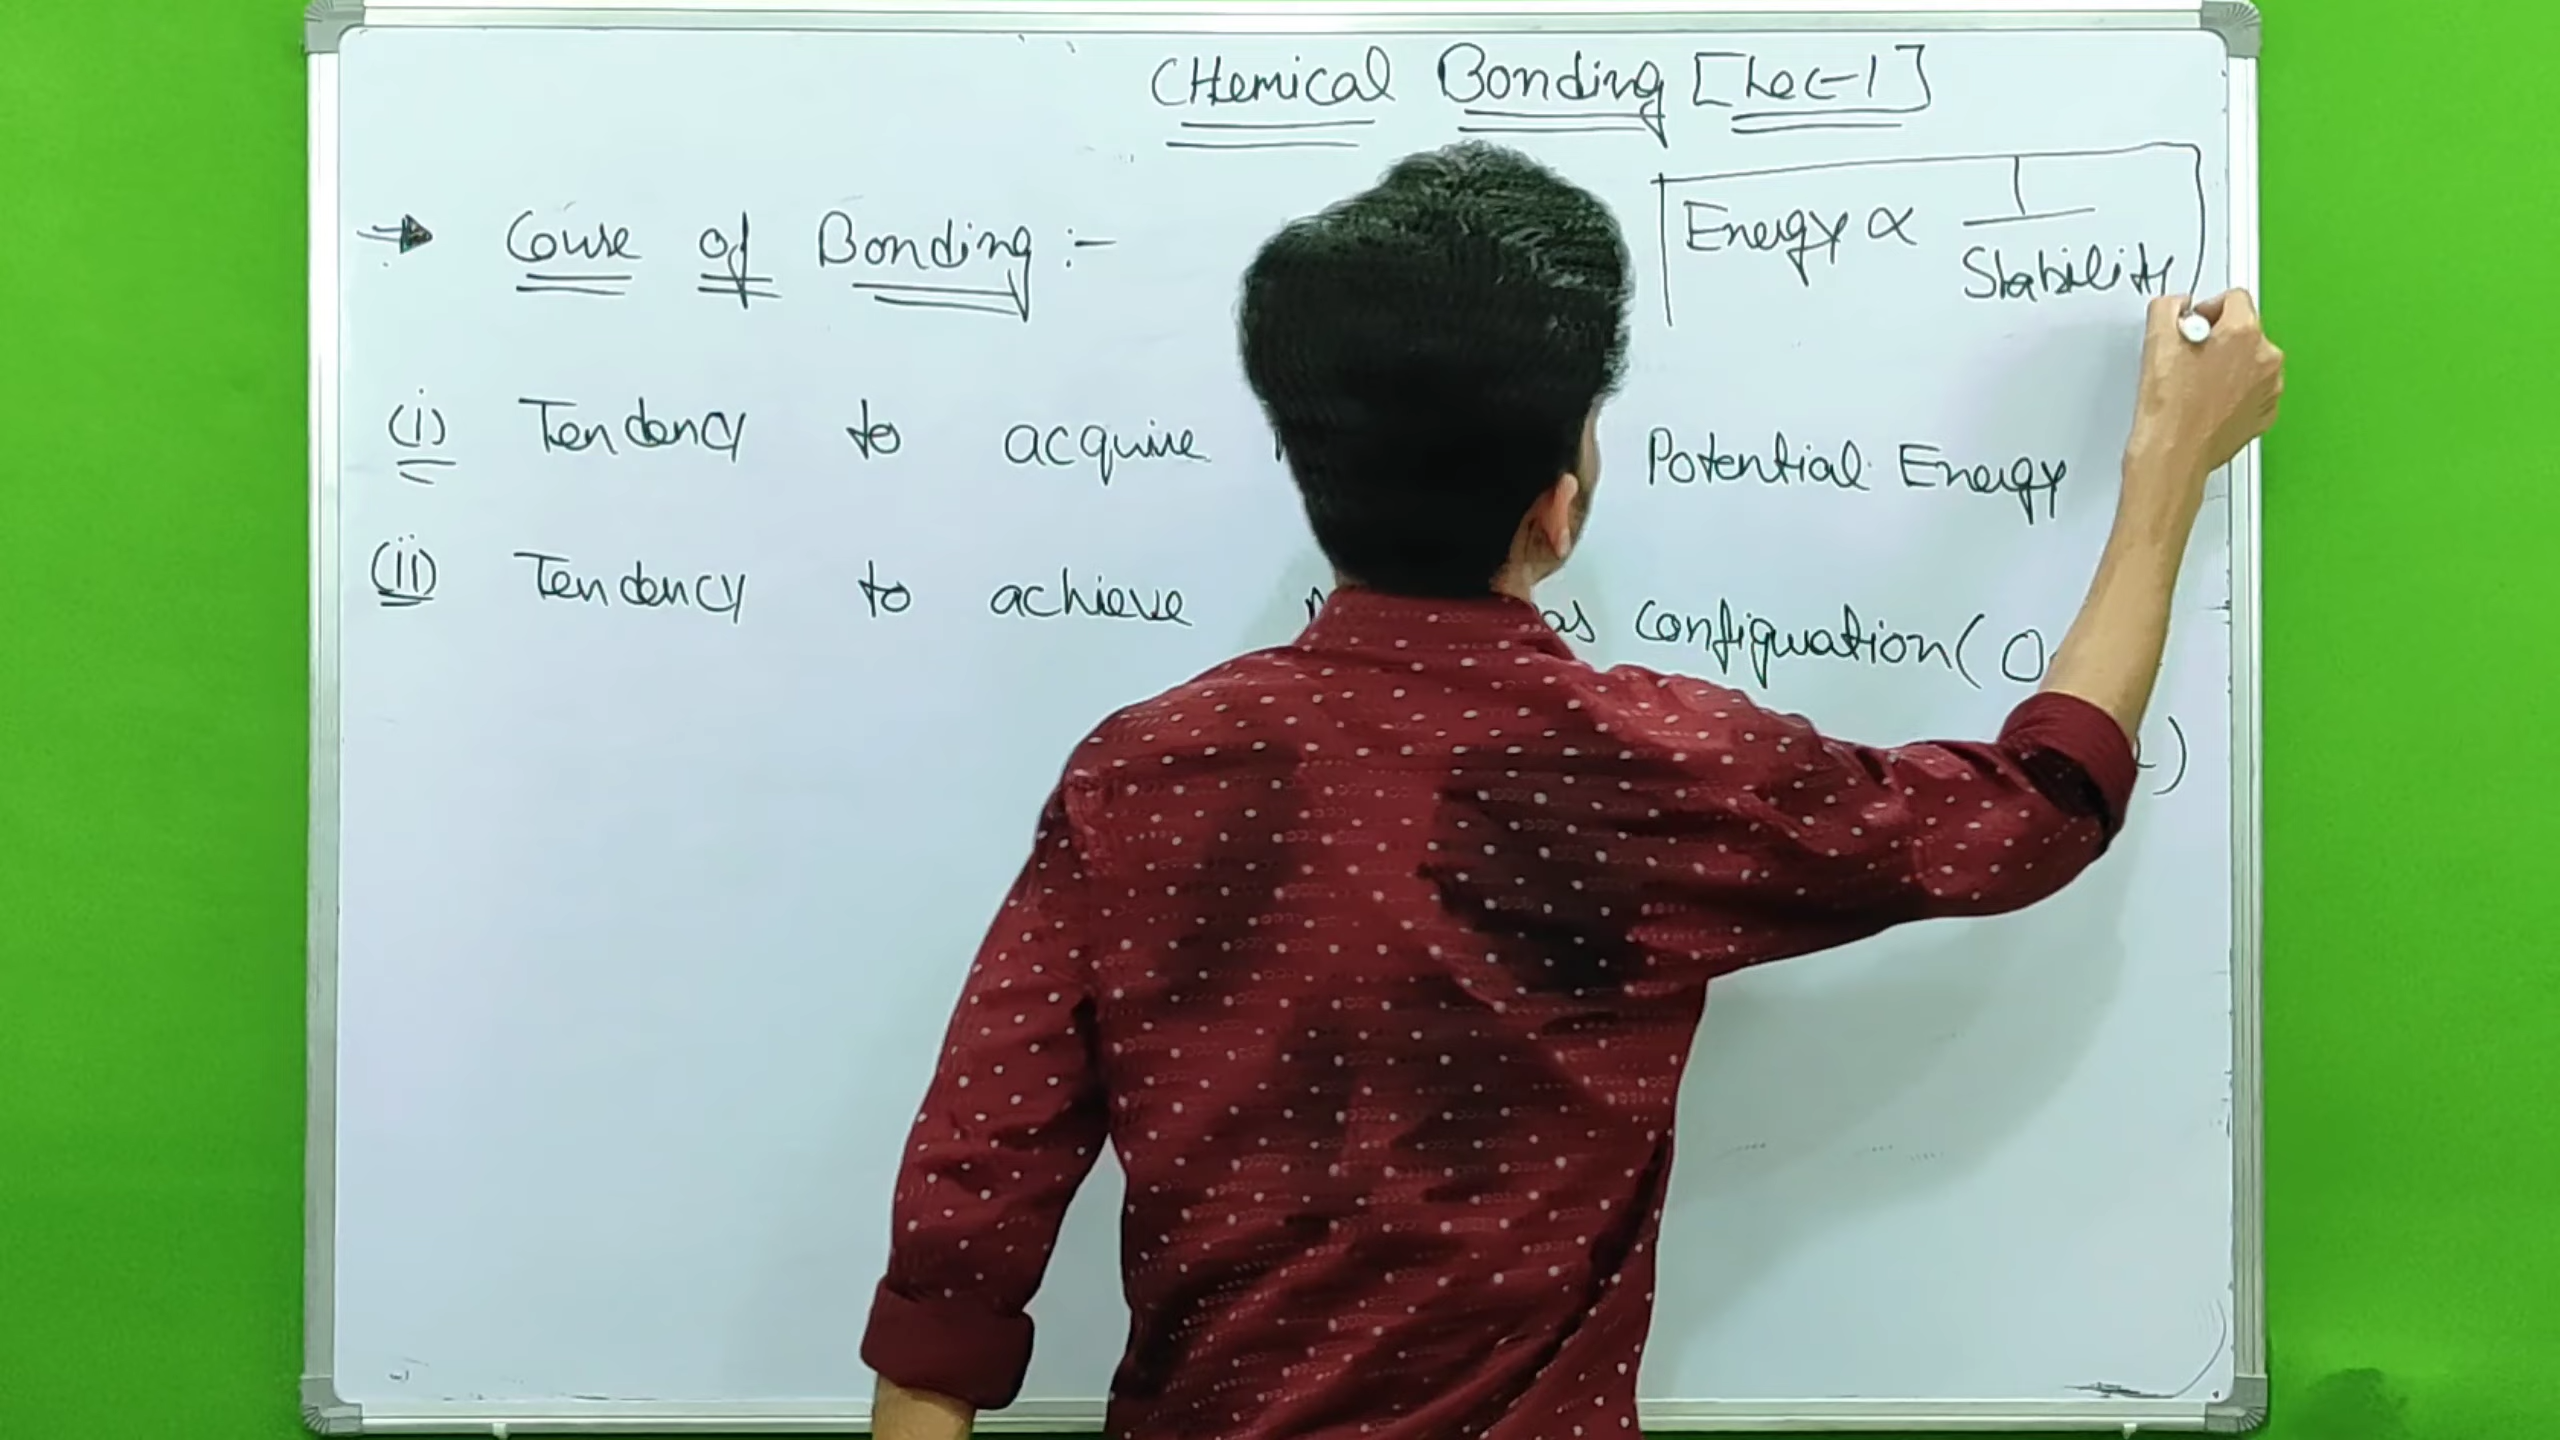 CHemical Bonding [Lec-1]
Energy ∝ 1
Stability
Cause of Bonding :-
(i) Tendency to acquire Potential Energy
(ii) Tendency to achieve configuration(
)